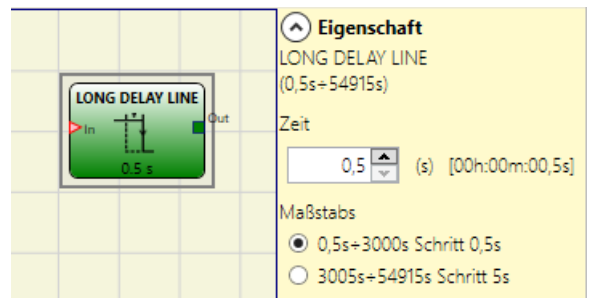 LONG DELAY LINE
In
Out
0.5 s
Eigenschaft
LONG DELAY LINE
(0,5s÷54915s)
Zeit
0,5 (s) [00h:00m:00,5s]
Maßstabs
0,5s÷3000s Schritt 0,5s
3005s÷54915s Schritt 5s